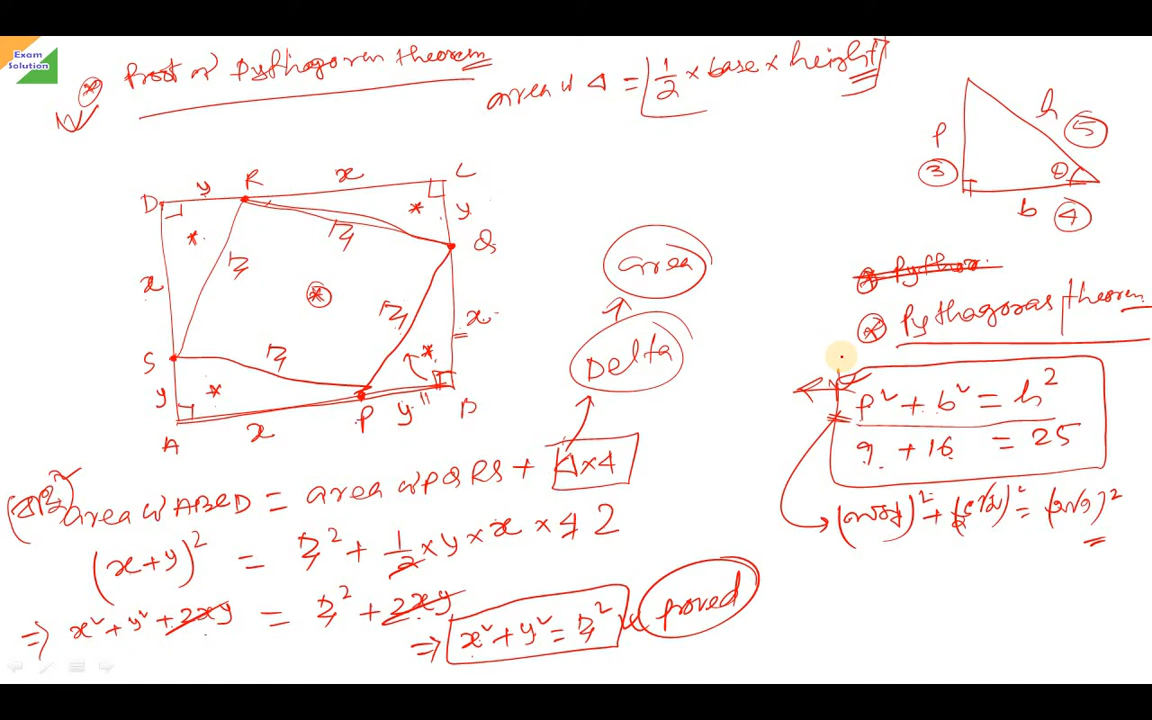 Exam
Solution
Proof of Pythagoren theorem
area of Δ = 1/2 × base × height
D y R x C
y
Q
x
z
z
z
z
x
S
y
A x P y B
p
h
3
5
θ
b 4
area
Delta
Pythagoras theorem
p² + b² = h²
9 + 16 = 25
area of ABCD = area of PQRS + Δ×4
(x+y)² = z² + 1/2 × y × x × 4 2
⇒ x² + y² + 2xy = z² + 2xy
⇒ x² + y² = z² proved